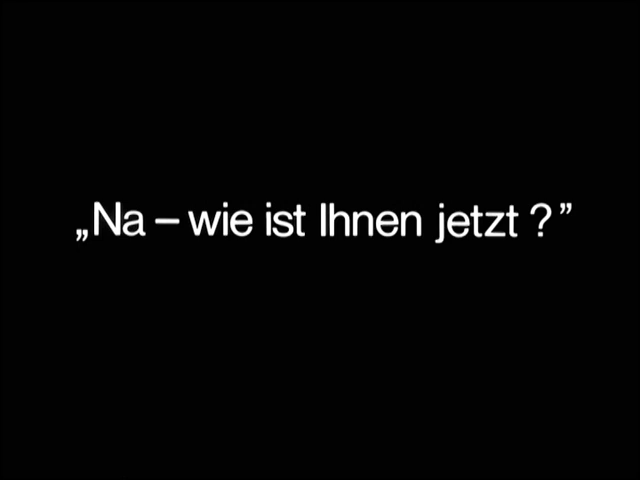 „Na – wie ist Ihnen jetzt ?”